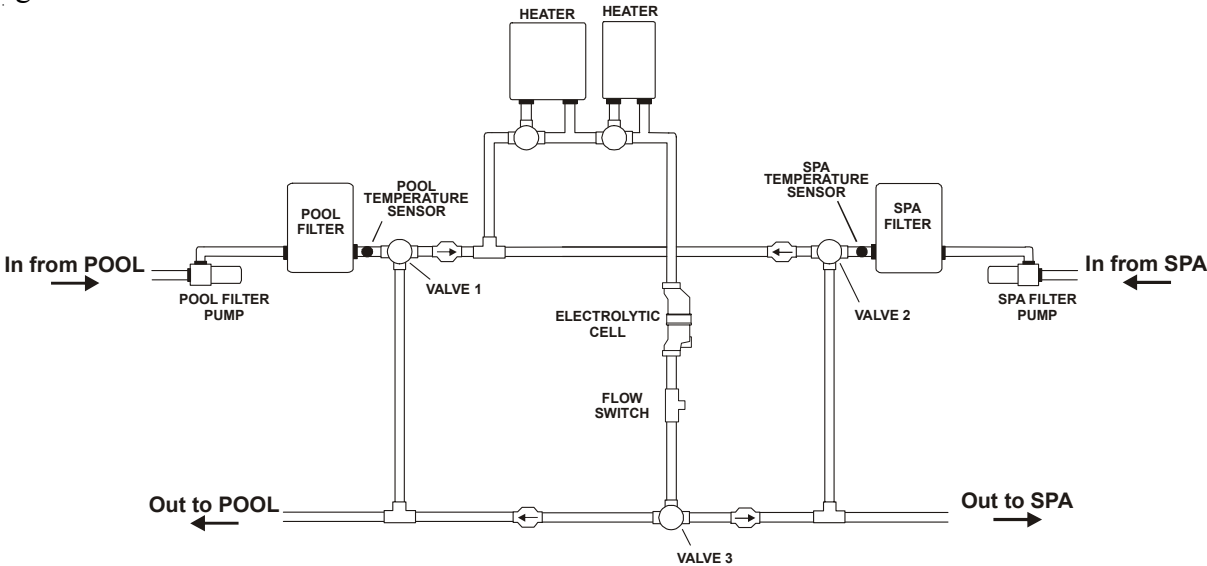 HEATER
HEATER
POOL
TEMPERATURE
SENSOR
SPA
TEMPERATURE
SENSOR
POOL
FILTER
SPA
FILTER
In from POOL
In from SPA
POOL FILTER
PUMP
VALVE 1
VALVE 2
SPA FILTER
PUMP
ELECTROLYTIC
CELL
FLOW
SWITCH
Out to POOL
Out to SPA
VALVE 3